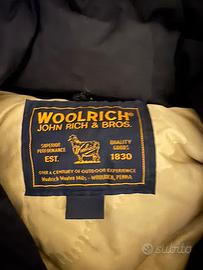 WOOLRICH®
JOHN RICH & BROS.
SUPERIOR PERFORMANCE
QUALITY GOODS
EST. 1830
OVER A CENTURY OF OUTDOOR EXPERIENCE
Woolrich Woolen Mills - WOOLRICH, PENNA.
subito